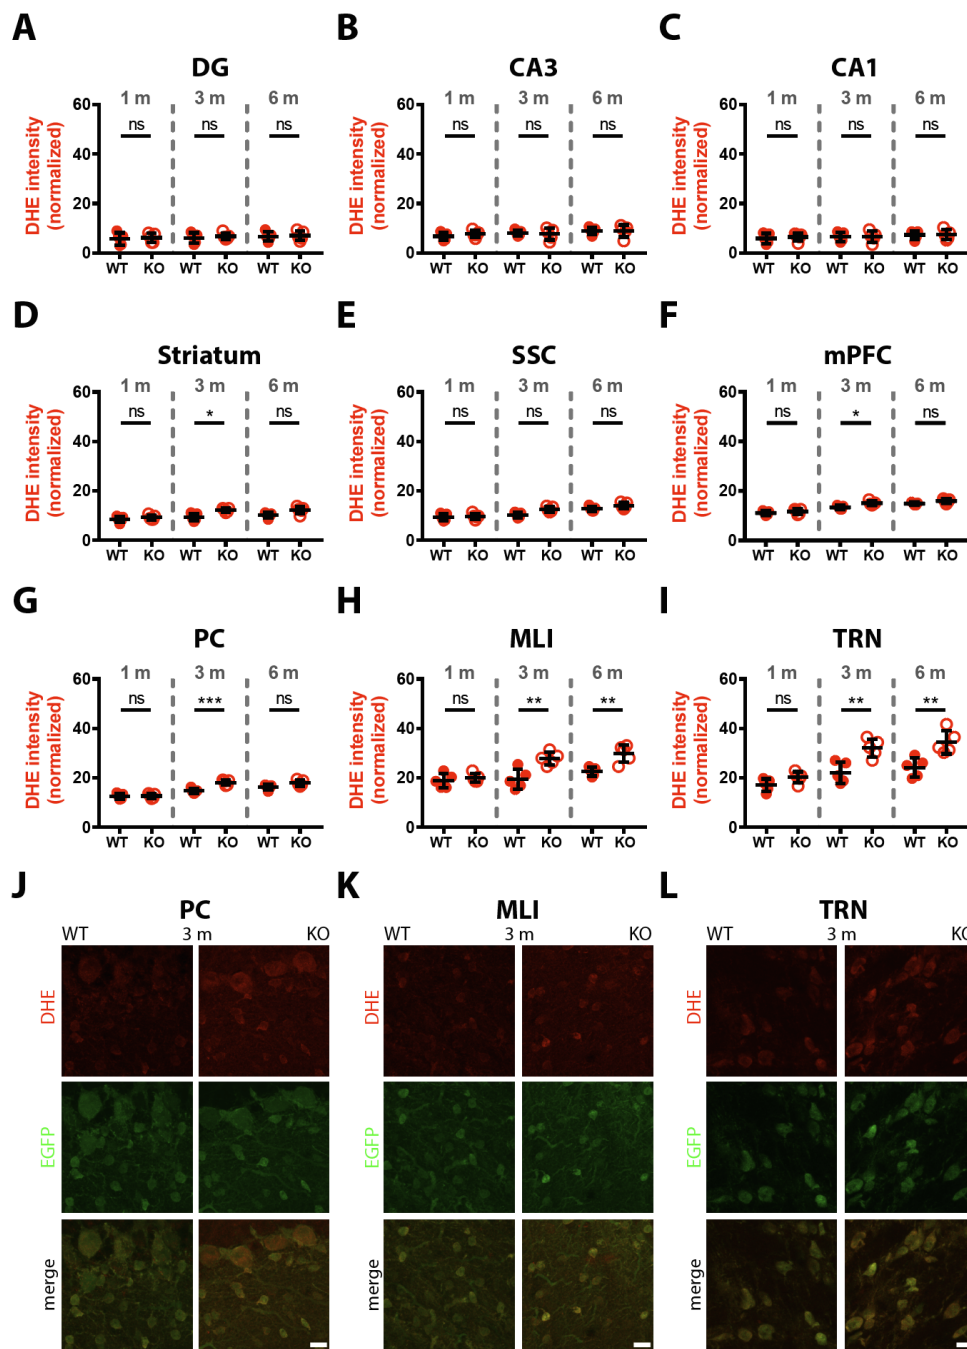 A B C
DG CA3 CA1
DHE intensity (normalized)
60
40
20
0
1 m 3 m 6 m
ns ns ns
WT KO WT KO WT KO
DHE intensity (normalized)
60
40
20
0
1 m 3 m 6 m
ns ns ns
WT KO WT KO WT KO
DHE intensity (normalized)
60
40
20
0
1 m 3 m 6 m
ns ns ns
WT KO WT KO WT KO
D E F
Striatum SSC mPFC
DHE intensity (normalized)
60
40
20
0
1 m 3 m 6 m
ns * ns
WT KO WT KO WT KO
DHE intensity (normalized)
60
40
20
0
1 m 3 m 6 m
ns ns ns
WT KO WT KO WT KO
DHE intensity (normalized)
60
40
20
0
1 m 3 m 6 m
ns * ns
WT KO WT KO WT KO
G H I
PC MLI TRN
DHE intensity (normalized)
60
40
20
0
1 m 3 m 6 m
ns *** ns
WT KO WT KO WT KO
DHE intensity (normalized)
60
40
20
0
1 m 3 m 6 m
ns ** **
WT KO WT KO WT KO
DHE intensity (normalized)
60
40
20
0
1 m 3 m 6 m
ns ** **
WT KO WT KO WT KO
J K L
PC MLI TRN
WT 3 m KO WT 3 m KO WT 3 m KO
DHE DHE DHE
EGFP EGFP EGFP
merge merge merge